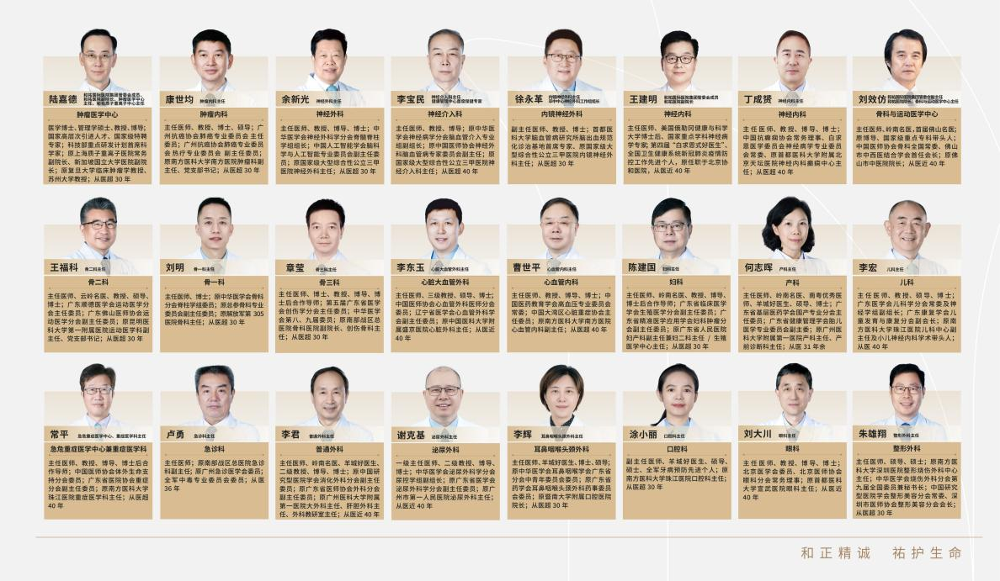 陆嘉德
康世均 肿瘤内科主任
余新光 神经外科主任
李宝民
徐永革
王建明
丁成赟 神经内科主任
刘效仿
肿瘤医学中心
医学博士、管理学硕士、教授、博导；
国家高层次引进人才、国家级特聘
专家；科技部重点研发计划首席科
学家；原上海质子重离子医院常务
副院长、新加坡国立大学医院副院
长；原复旦大学临床肿瘤学教授、
苏州大学教授；从医超 30 年
肿瘤内科
主任医师、教授、博士、硕导；广
州抗癌协会肺癌专业委员会主任
委员；广州抗癌协会肺癌专业委员
会热疗专业委员会 副主任委员；
原南方医科大学南方医院肿瘤科副
主任、党支部书记；从医超 30 年
神经外科
主任医师、教授、博导、博士；中
华医学会神经外科学分会脊髓脊柱
组组长；中国人工智能学会脑科
学与人工智能专业委员会副主任委
员；原国家级大型综合性公立三甲
医院神经外科主任；从医超 30 年
神经介入科
主任医师、教授、博导；原中华医
学会神经病学分会脑血管介入专业
副组长；原中国医师协会神经外
科脑血管病专家委员会副主任；原
国家级大型综合性公立三甲医院神
经介入科主任；从医超 40 年
内镜神经外科
副主任医师、教授、博士；首都医
科大学脑血管病研究所脑出血规范
化诊治基地首席专家、原国家级大
型综合性公立三甲医院内镜神经外
科主任；从医超 30 年
神经内科
主任医师、美国俄勒冈健康与科学
大学博士后、国家重点学科神经病
学专家; 第四届 “白求恩式好医生”、
全国卫生健康系统新冠肺炎疫情防
控工作先进个人，原任职于北京协
和医院，从医近 40 年
神经内科
主任医师、教授、博导、博士；
中国抗癫痫协会常务理事、白求
恩医学委员会神经病学专业委员
会常委、原首都医科大学附属北
京天坛医院神经内科癫痫中心主
任；从医超 40 年
骨科与运动医学中心
主任医师，岭南名医，首届佛山名医；
原博导、国家级重点专科带头人；
中国医师协会骨科全国常委、佛山
市中西医结合学会首任会长；原佛
山市中医院院长；从医近 40 年
王福科 骨二科主任
刘明 骨一科主任
章莹 骨三科主任
李东玉 心脏大血管外科主任
曹世平 心血管内科主任
陈建国 妇科主任
何志晖 产科主任
李宏 儿科主任
骨二科
主任医师、云岭名医、教授、硕导、
博士；广东顺德医学会运动医学分
会主任委员；广东佛山医师协会运
动医学分会副主任委员；原昆明医
科大学第一附属医院运动医学科副
主任、党支部书记；从医超 30 年
骨一科
主任医师、博士；原中华医学会骨科
分会脊柱学组委员；原总参骨科专业
委员会副主任委员；原解放军第 305
医院骨科主任；从医超 30 年
骨三科
主任医师、博士、教授、博导、博
士后合作导师；第五届广东省医学
会创伤学分会主任委员；中华医学
会第八、九届委员；原南部战区总
医院骨科医院副院长、创伤骨科主
任；从医超 30 年
心脏大血管外科
主任医师、三级教授、硕导、博士；
中国医师协会心血管外科医师分会
委员；辽宁省医学会心血管外科学
会副主任委员；原中国医科大学附
属盛京医院心脏外科主任；从医近
40 年
心血管内科
主任医师、教授、博导、博士；中
国医药教育学会高血压专业委员会
常委；中国大湾区心脏重症协会主
任委员；原南方医科大学南方医院
心血管内科副主任；从医超 40 年
妇科
主任医师、岭南名医、教授、博导、
博士后合作导师；广东省临床医学
学会生殖医学分会副主任委员；广
东省精准医学应用学会妇科肿瘤分
会副主任委员；原广东省人民医院
妇产科副主任兼妇二科主任 / 生殖
医学中心主任；从医超 30 年
产科
主任医师、岭南名医、南粤优秀医
师、羊城好医生、硕导、博士；广
东省基层医药学会围产专业分会主
任委员；广东省健康管理学会胎儿
医学专业委员会副主委；原广州医
科大学附属第一医院产科主任、产
前诊断科主任；从医 31 年余
儿科
主任医师、教授、硕导、博士；
广东医学会儿科学分会常委及神
经学组副组长；广东康复学会儿
童发育与康复分会副会长；原南
方医科大学珠江医院儿科中心副
主任及小儿神经内科学术带头人；
从医 40 年
常平 急危重症医学中心、重症医学科主任
卢勇 急诊科主任
李君 普通外科主任
谢克基 泌尿外科主任
李辉 耳鼻咽喉头颈外科主任
涂小丽 口腔科主任
刘大川 眼科主任
朱雄翔 整形外科主任
急危重症医学中心兼重症医学科
主任医师、教授、博导、博士后合
作导师；中国医师协会体外生命支
持分会委员；广东省医师协会重症
分会副主任委员；原南方医科大学
珠江医院重症医学科主任；从医超
40 年
急诊科
主任医师；原南部战区总医院急诊
科副主任；原广州急诊医学会委员；
全军中毒专业委员会委员；从医
36 年
普通外科
主任医师、岭南名医、羊城好医生、
二级教授、博导、博士；原中国研
究型医院学会消化外科分会副主任
委员；原广东省医师协会外科分会
委员；原广州医科大学附属
第一医院大外科主任、肝胆外科主
任、外科教研室主任；从医近 40 年
泌尿外科
一级主任医师、二级教授、博导、
博士；中华医学会泌尿外科学分会
尿控学组副组长；原广东省医学会
泌尿外科学分会副主任委员；原广
州市第一人民医院泌尿外科主任；
从医近 40 年
耳鼻咽喉头颈外科
主任医师、羊城好医生、博士、硕导；
原中华医学会耳鼻咽喉学会广东省
分会中青年委员会委员；原广东省
药学会耳鼻咽喉头颈外科药事委员
会委员；原暨南大学附属口腔医院
院长；从医超 30 年
口腔科
副主任医师、羊城好医生、硕导、
硕士、全军牙病预防先进个人；原
南方医科大学珠江医院口腔科主任；
从医超 30 年
眼科
主任医师、教授、博导、博士；
北京医学会委员、北京医师协会
眼科分会常务理事；原首都医科
大学宣武医院眼科主任；从医近
40 年
整形外科
主任医师、硕导、硕士；原南方医
科大学深圳医院整形烧伤外科中心
主任；中华医学会烧伤外科分会第
九届全国委员兼秘书长；中国研究
型医院学会整形美容分会常委、深
圳市医师协会整形美容分会会长；
从医超 30 年
和正精诚 祐护生命